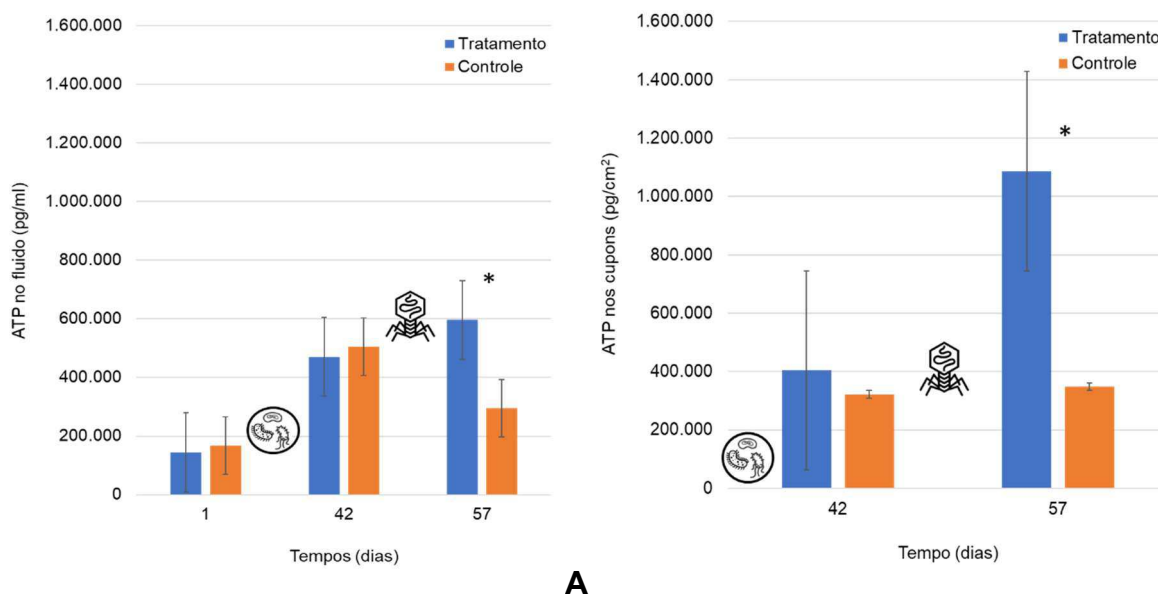 1.600.000
1.400.000
1.200.000
1.000.000
800.000
600.000
400.000
200.000
0
ATP no fluido (pg/ml)
Tratamento
Controle
*
1 42 57
Tempos (dias)
1.600.000
1.400.000
1.200.000
1.000.000
800.000
600.000
400.000
200.000
0
ATP nos cupons (pg/cm²)
Tratamento
Controle
*
42 57
Tempo (dias)
A